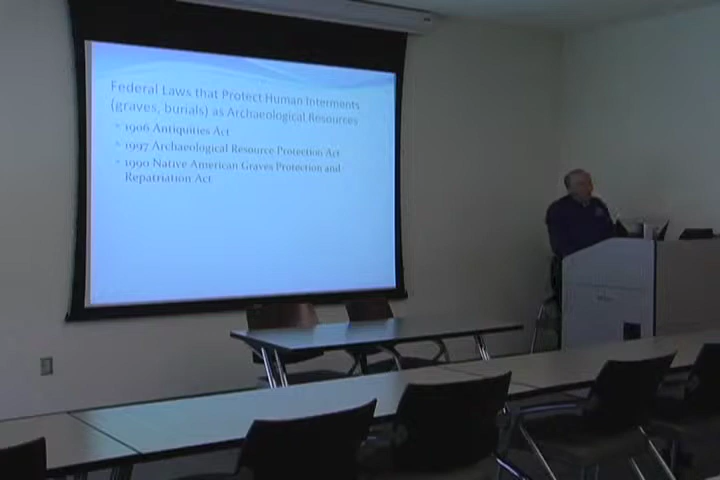 Federal Laws that Protect Human Interments
(graves, burials) as Archaeological Resources
1906 Antiquities Act
1997 Archaeological Resource Protection Act
1990 Native American Graves Protection and
Repatriation Act